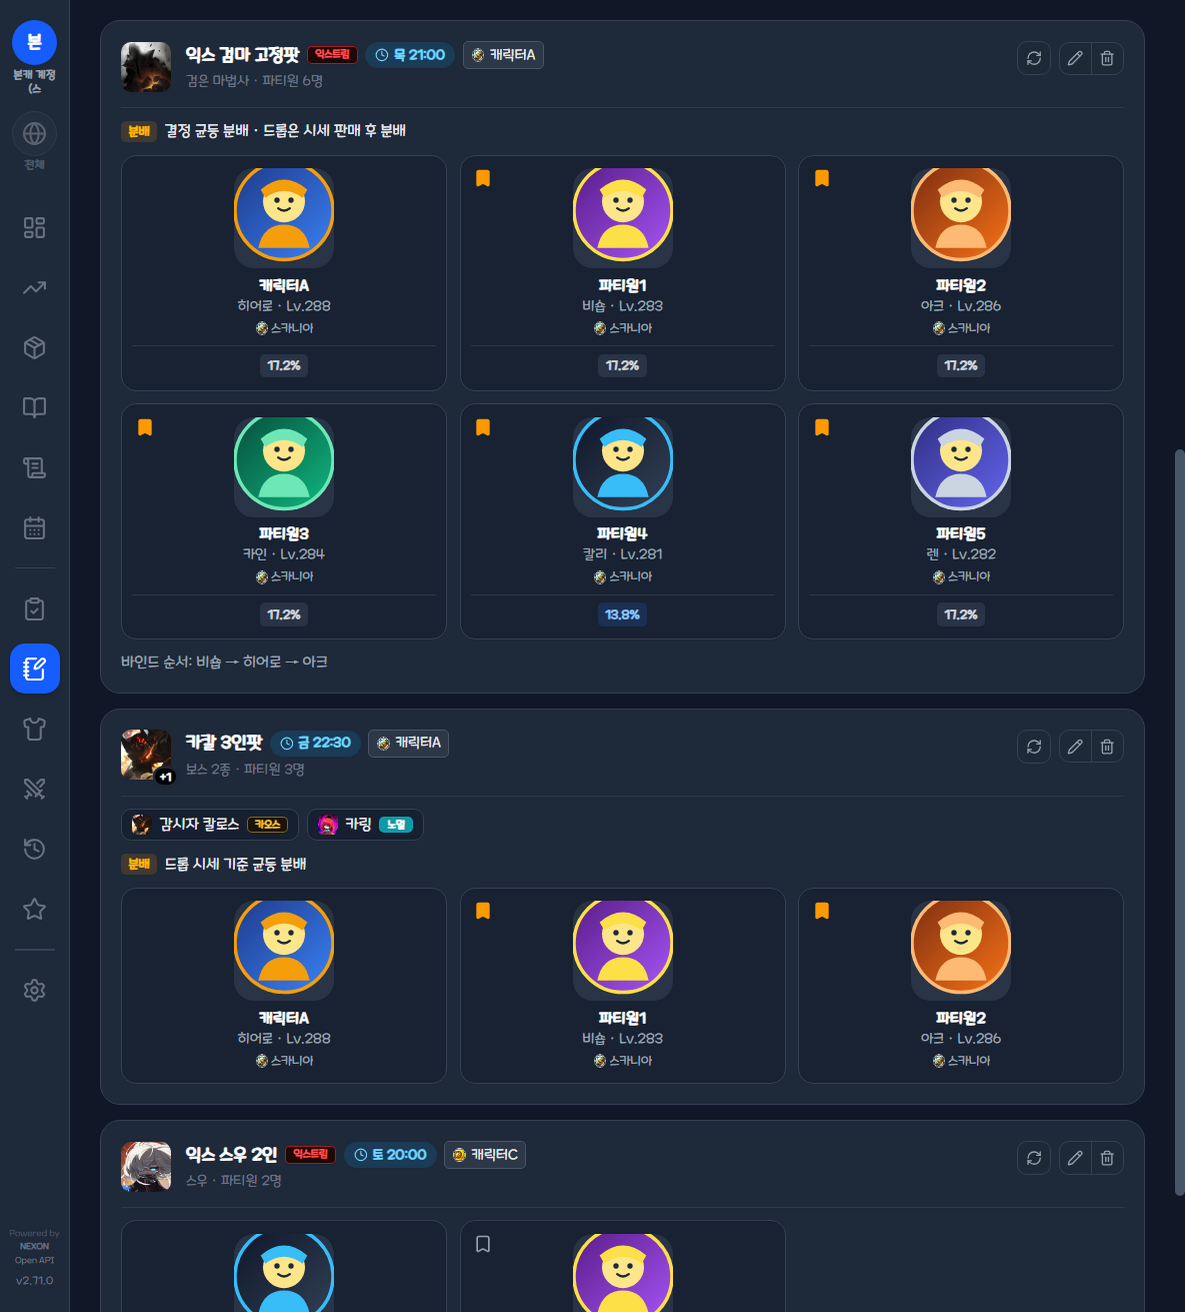 본
본캐 계정
(스
전체
Powered by
NEXON
Open API
v2.71.0
익스 검마 고정팟 익스트림 목 21:00 캐릭터A
검은 마법사 · 파티원 6명
분배 결정 균등 분배 · 드롭은 시세 판매 후 분배
캐릭터A
히어로 · Lv.288
스카니아
17.2%
파티원1
비숍 · Lv.283
스카니아
17.2%
파티원2
아크 · Lv.286
스카니아
17.2%
파티원3
카인 · Lv.284
스카니아
17.2%
파티원4
칼리 · Lv.281
스카니아
13.8%
파티원5
렌 · Lv.282
스카니아
17.2%
바인드 순서: 비숍 → 히어로 → 아크
카칼 3인팟 금 22:30 캐릭터A
보스 2종 · 파티원 3명
+1
감시자 칼로스 카오스 카링 노멀
분배 드롭 시세 기준 균등 분배
캐릭터A
히어로 · Lv.288
스카니아
파티원1
비숍 · Lv.283
스카니아
파티원2
아크 · Lv.286
스카니아
익스 스우 2인 익스트림 토 20:00 캐릭터C
스우 · 파티원 2명